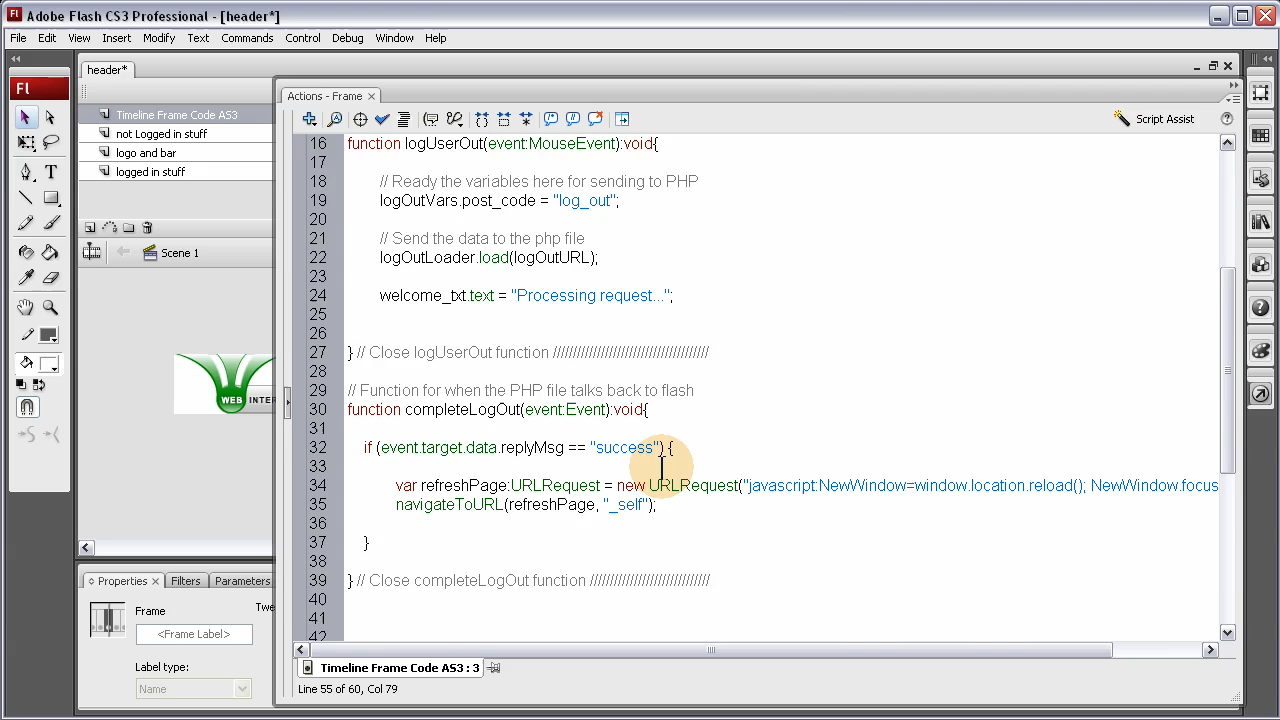 Adobe Flash CS3 Professional - [header*]
File Edit View Insert Modify Text Commands Control Debug Window Help
header*
Fl
Actions - Frame
Script Assist
Timeline Frame Code AS3
not Logged in stuff
logo and bar
logged in stuff
Scene 1
WEB INTER
16 function logUserOut(event:MouseEvent):void{
17
18 // Ready the variables here for sending to PHP
19 logOutVars.post_code = "log_out";
20
21 // Send the data to the php file
22 logOutLoader.load(logOutURL);
23
24 welcome_txt.text = "Processing request...";
25
26
27 } // Close logUserOut function ///////////////////////////////////
28
29 // Function for when the PHP file talks back to flash
30 function completeLogOut(event:Event):void{
31
32 if (event.target.data.replyMsg == "success") {
33
34 var refreshPage:URLRequest = new URLRequest("javascript:NewWindow=window.location.reload(); NewWindow.focus
35 navigateToURL(refreshPage, "_self");
36
37 }
38
39 } // Close completeLogOut function //////////////////////////////
40
41
42
Timeline Frame Code AS3 : 3
Line 55 of 60, Col 79
Properties Filters Parameters
Frame
Twe
<Frame Label>
Label type:
Name